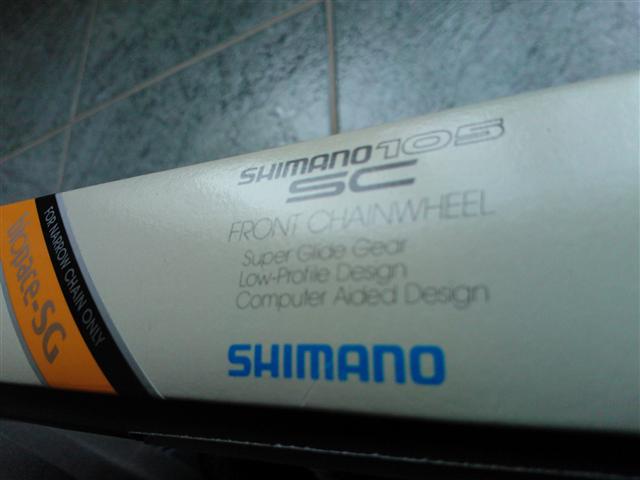 SHIMANO 105
SC
FRONT CHAINWHEEL
Super Glide Gear
Low-Profile Design
Computer Aided Design
SHIMANO
biopace-SG
FOR NARROW CHAIN ONLY